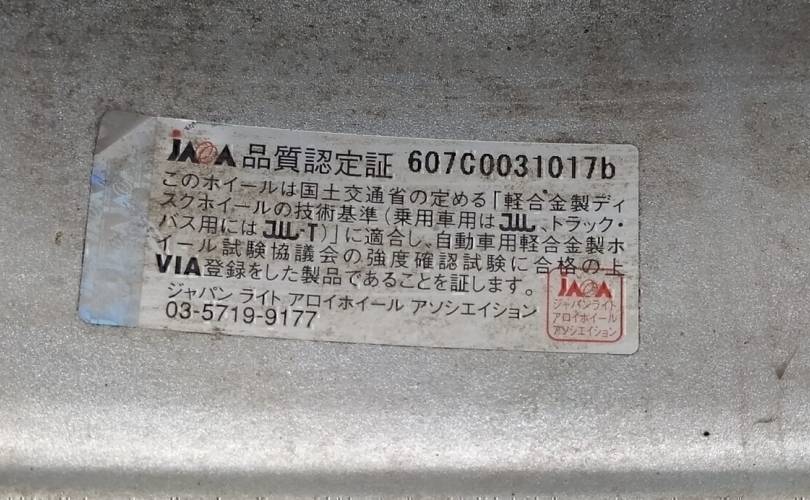 JAWA 品質認定証 607C0031017b
このホイールは国土交通省の定める「軽合金製ディ
スクホイールの技術基準(乗用車用はJWL、トラック・
バス用にはJWL-T)」に適合し、自動車用軽合金製ホ
イール試験協議会の強度確認試験に合格の上
VIA登録をした製品であることを証します。
ジャパン ライト アロイホイール アソシエイション
03-5719-9177
JAWA
ジャパンライト
アロイホイール
アソシエイション